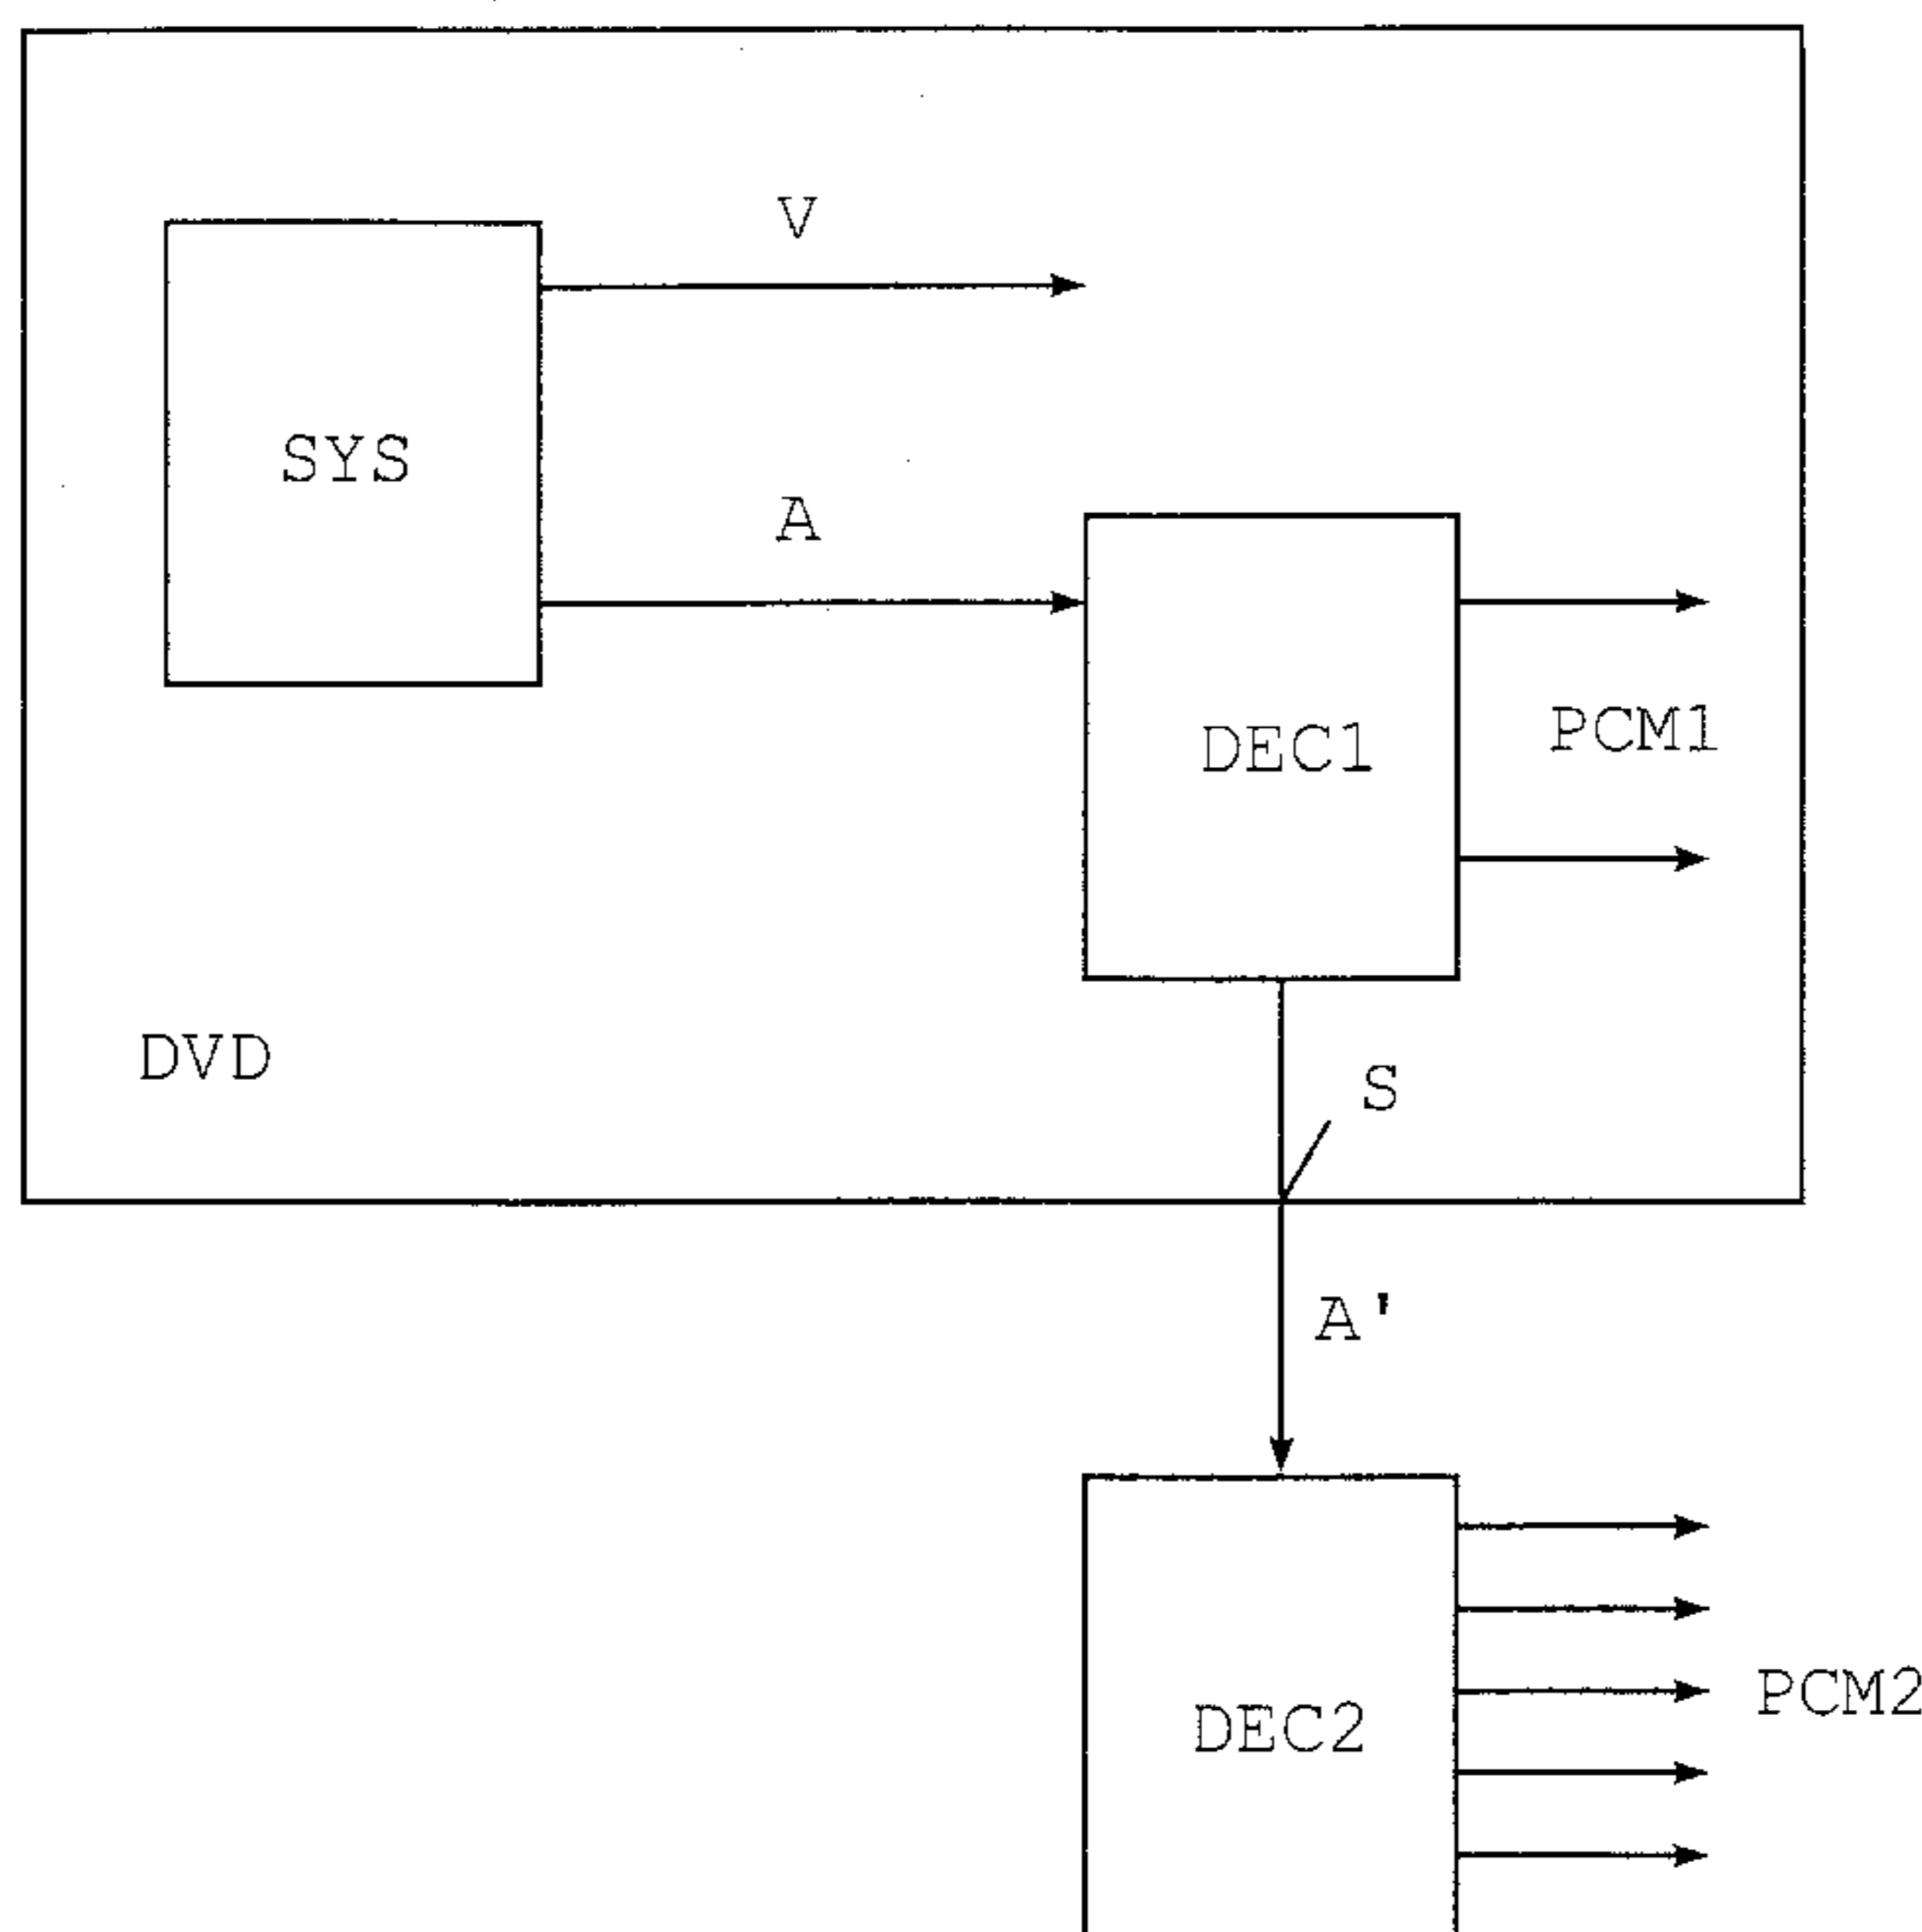 V
SYS
A
DEC1
PCM1
DVD
S
A'
DEC2
PCM2